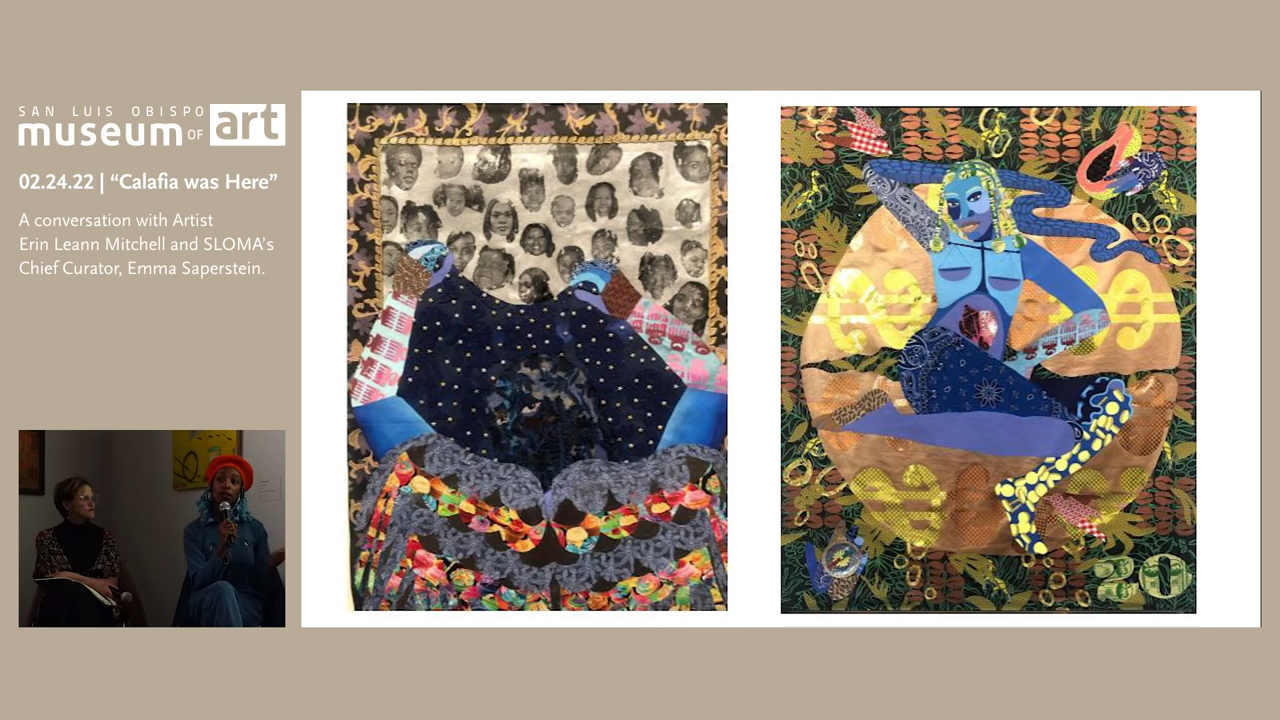 SAN LUIS OBISPO
museum OF art
02.24.22 | “Calafia was Here”
A conversation with Artist
Erin Leann Mitchell and SLOMA’s
Chief Curator, Emma Saperstein.